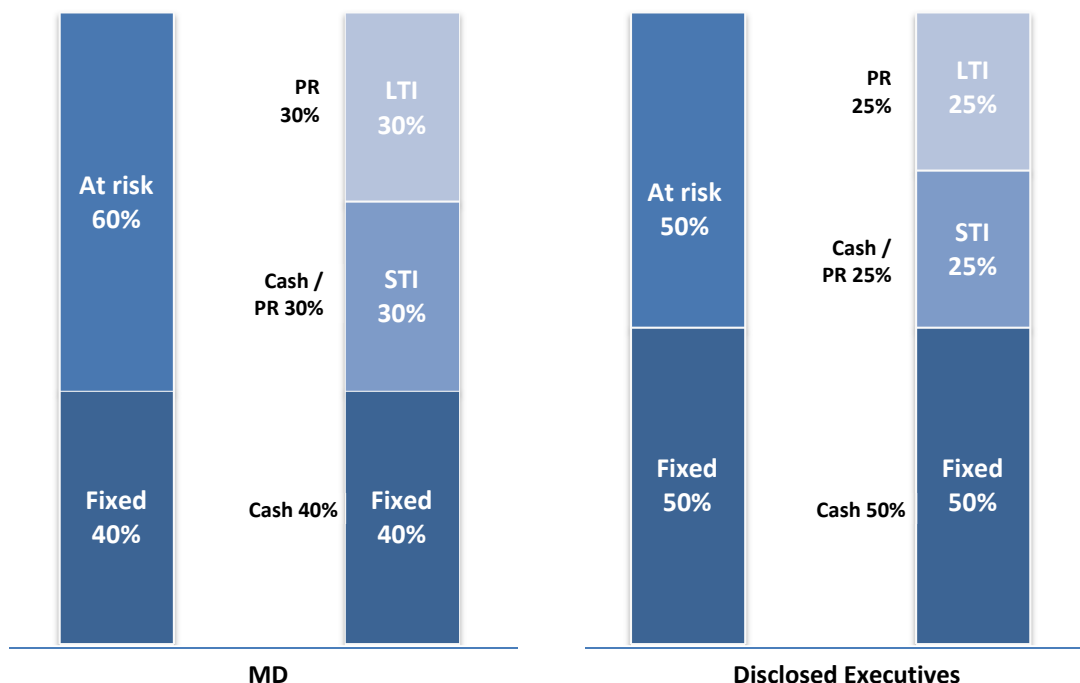 At risk
60%
Fixed
40%
PR
30%
Cash /
PR 30%
Cash 40%
LTI
30%
STI
30%
Fixed
40%
MD
At risk
50%
Fixed
50%
PR
25%
Cash /
PR 25%
Cash 50%
LTI
25%
STI
25%
Fixed
50%
Disclosed Executives